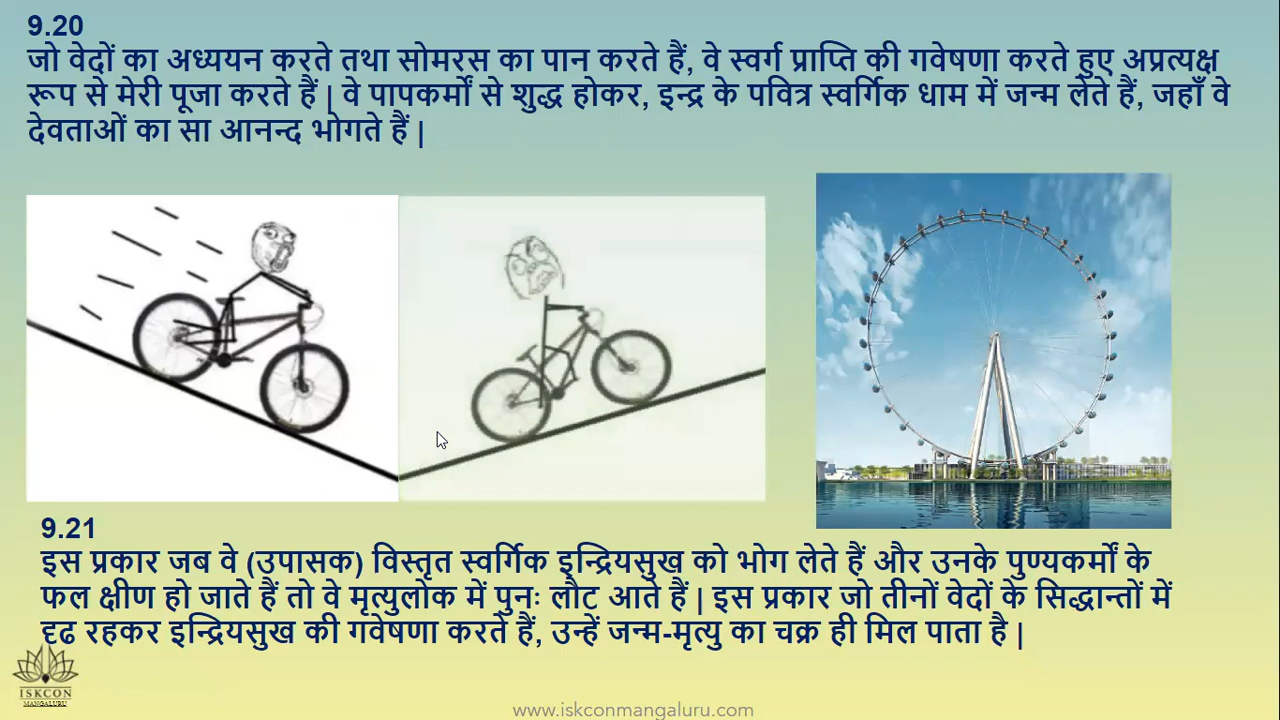 9.20
जो वेदों का अध्ययन करते तथा सोमरस का पान करते हैं, वे स्वर्ग प्राप्ति की गवेषणा करते हुए अप्रत्यक्ष
रूप से मेरी पूजा करते हैं | वे पापकर्मों से शुद्ध होकर, इन्द्र के पवित्र स्वर्गिक धाम में जन्म लेते हैं, जहाँ वे
देवताओं का सा आनन्द भोगते हैं |
9.21
इस प्रकार जब वे (उपासक) विस्तृत स्वर्गिक इन्द्रियसुख को भोग लेते हैं और उनके पुण्यकर्मों के
फल क्षीण हो जाते हैं तो वे मृत्युलोक में पुनः लौट आते हैं | इस प्रकार जो तीनों वेदों के सिद्धान्तों में
दृढ रहकर इन्द्रियसुख की गवेषणा करते हैं, उन्हें जन्म-मृत्यु का चक्र ही मिल पाता है |
ISKCON
MANGALURU
www.iskconmangaluru.com